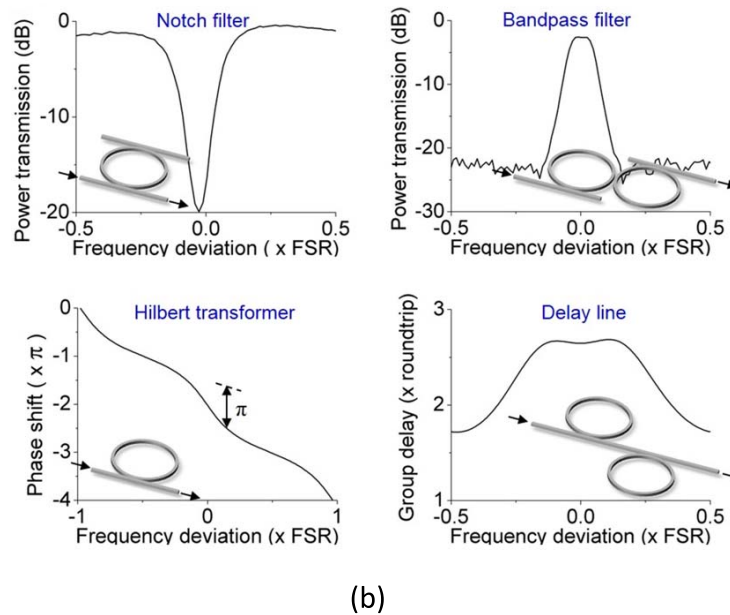 Notch filter
Power transmission (dB)
0
-10
-20
-0.5
0.0
0.5
Frequency deviation ( x FSR)
Bandpass filter
Power transmission (dB)
0
-10
-20
-30
-0.5
0.0
0.5
Frequency deviation (x FSR)
Hilbert transformer
Phase shift ( x π)
0
-1
-2
-3
-4
π
-1
0
1
Frequency deviation (x FSR)
Delay line
Group delay (x roundtrip)
3
2
1
-0.5
0.0
0.5
Frequency deviation (x FSR)
(b)